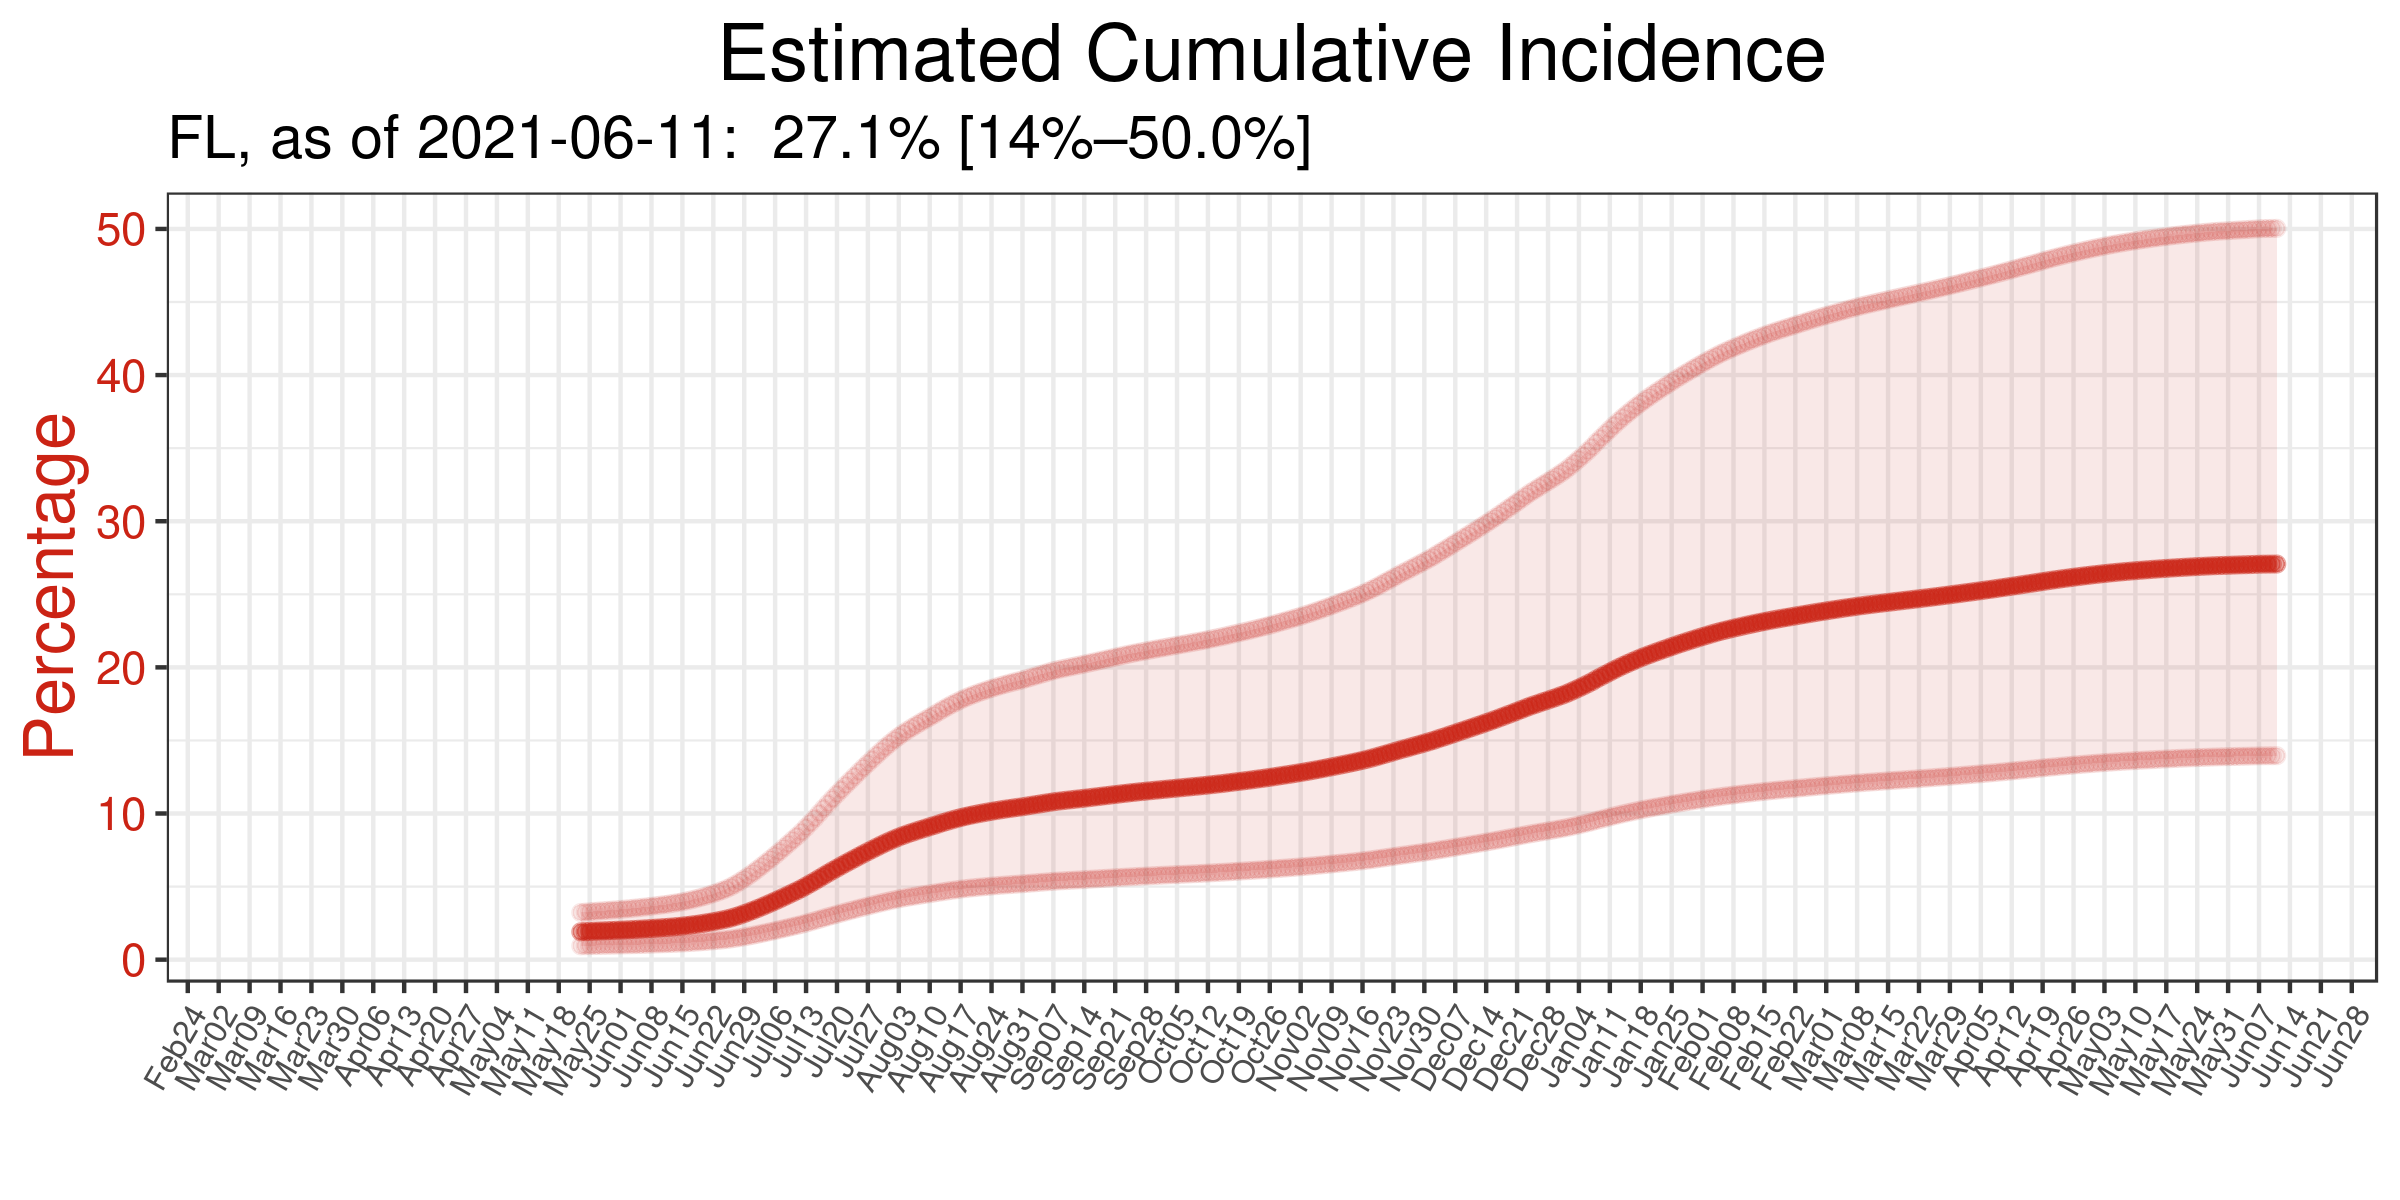 Estimated Cumulative Incidence
FL, as of 2021-06-11:  27.1% [14%–50.0%]
Percentage
50
40
30
20
10
0
Feb24
Mar02
Mar09
Mar16
Mar23
Mar30
Apr06
Apr13
Apr20
Apr27
May04
May11
May18
May25
Jun01
Jun08
Jun15
Jun22
Jun29
Jul06
Jul13
Jul20
Jul27
Aug03
Aug10
Aug17
Aug24
Aug31
Sep07
Sep14
Sep21
Sep28
Oct05
Oct12
Oct19
Oct26
Nov02
Nov09
Nov16
Nov23
Nov30
Dec07
Dec14
Dec21
Dec28
Jan04
Jan11
Jan18
Jan25
Feb01
Feb08
Feb15
Feb22
Mar01
Mar08
Mar15
Mar22
Mar29
Apr05
Apr12
Apr19
Apr26
May03
May10
May17
May24
May31
Jun07
Jun14
Jun21
Jun28